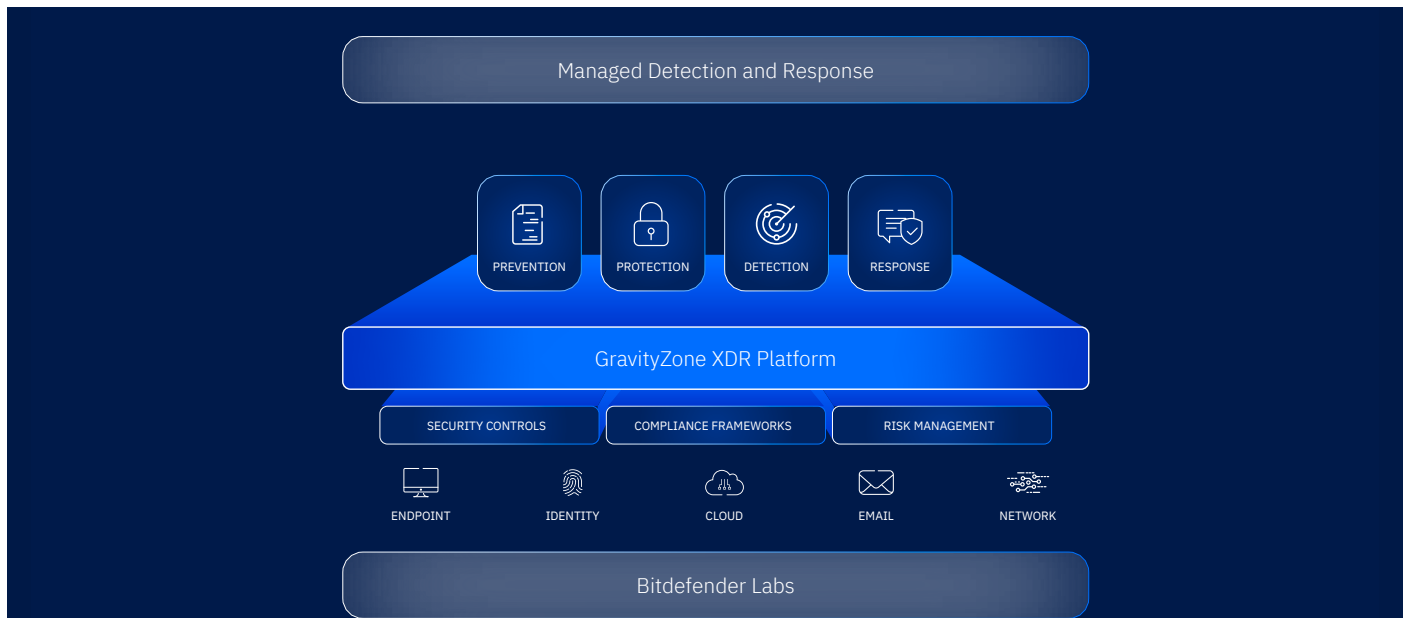 Managed Detection and Response
PREVENTION
PROTECTION
DETECTION
RESPONSE
GravityZone XDR Platform
SECURITY CONTROLS
COMPLIANCE FRAMEWORKS
RISK MANAGEMENT
ENDPOINT
IDENTITY
CLOUD
EMAIL
NETWORK
Bitdefender Labs